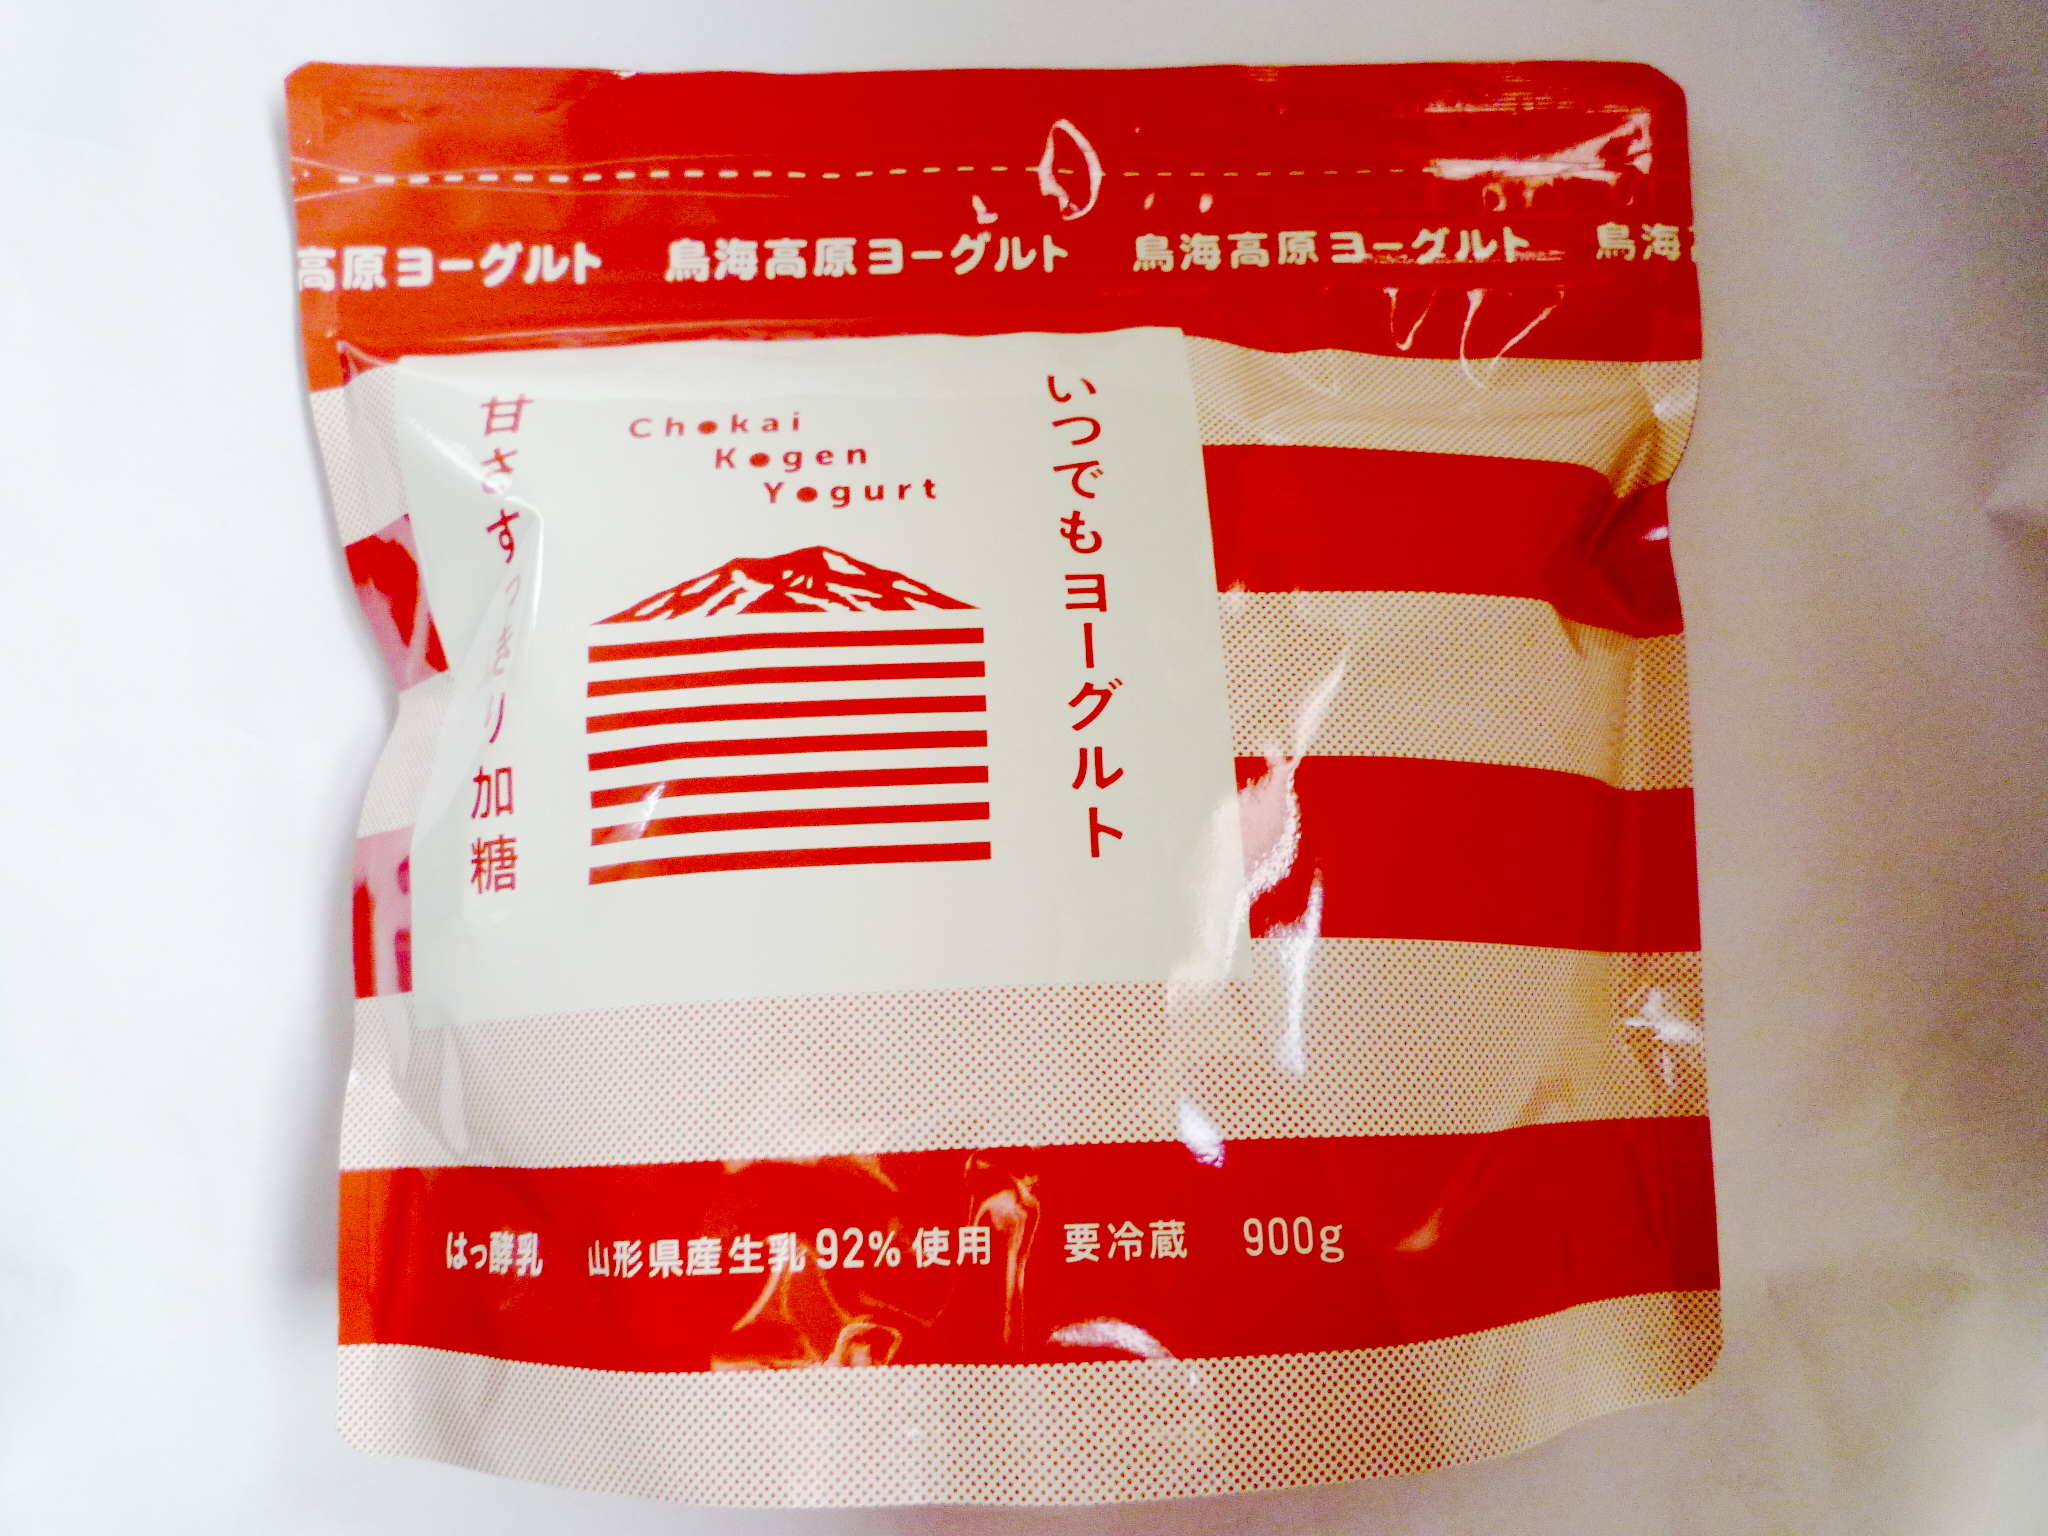 高原ヨーグルト 鳥海高原ヨーグルト 鳥海高原ヨーグルト 鳥海
Chokai
Kogen
Yogurt
いつでもヨーグルト
甘さすっきり加糖
はっ酵乳 山形県産生乳92%使用 要冷蔵 900g